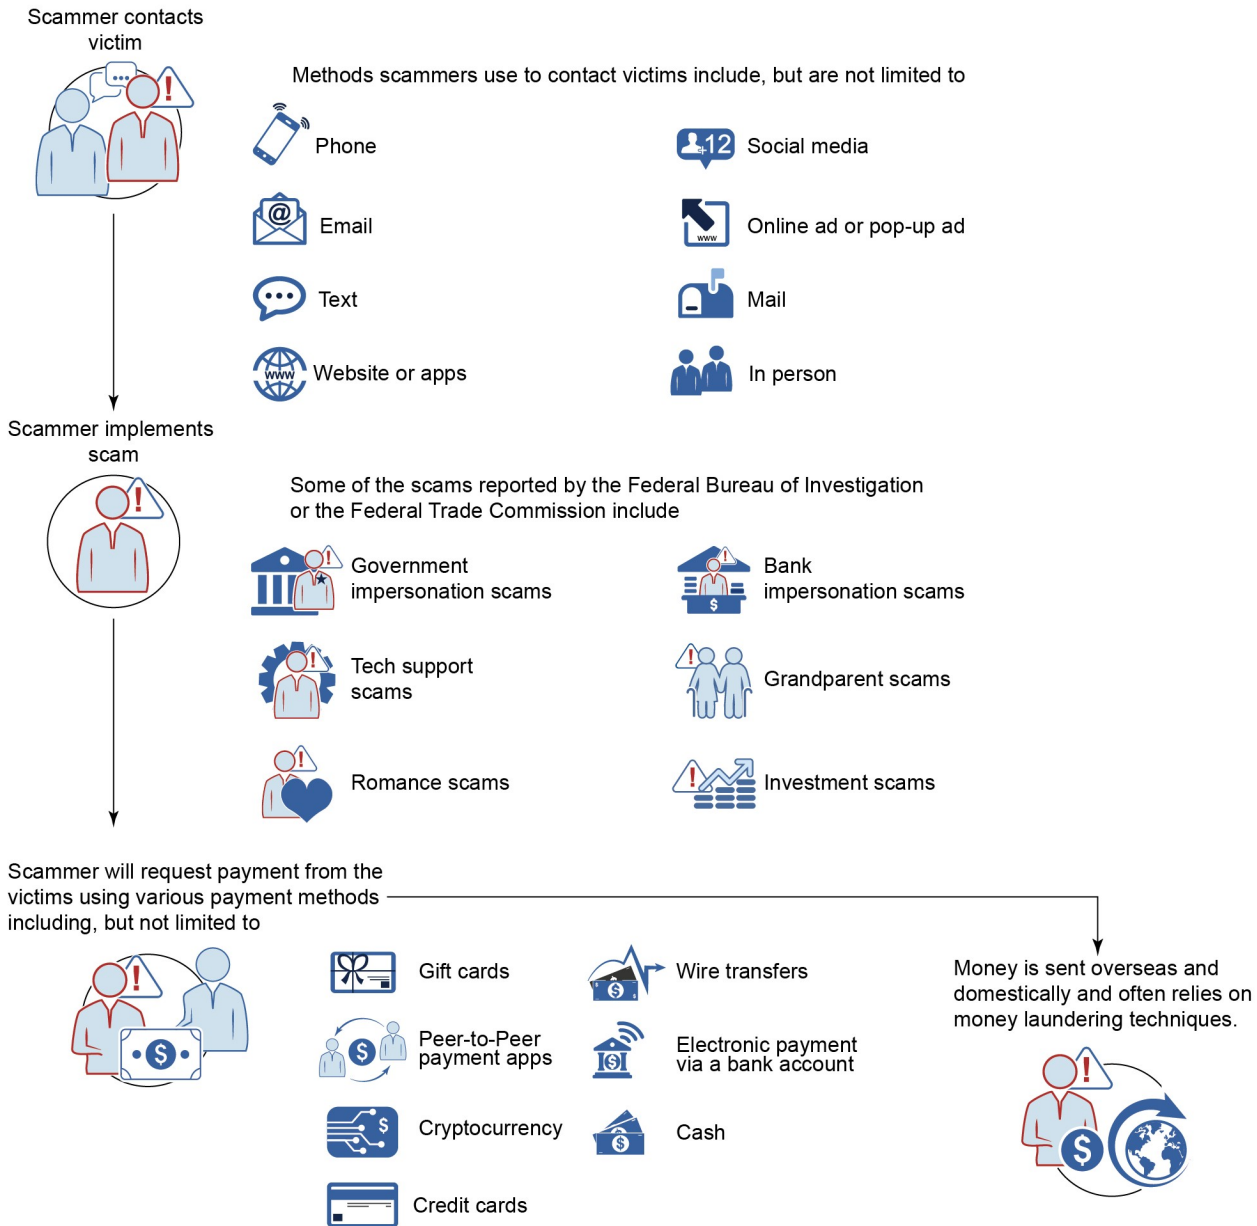 Scammer contacts
victim
Methods scammers use to contact victims include, but are not limited to
Phone
+12
Social media
@
Email
www
Online ad or pop-up ad
Text
Mail
www
Website or apps
In person
Scammer implements
scam
Some of the scams reported by the Federal Bureau of Investigation
or the Federal Trade Commission include
Government
impersonation scams
$
Bank
impersonation scams
Tech support
scams
Grandparent scams
Romance scams
Investment scams
Scammer will request payment from the
victims using various payment methods
including, but not limited to
$
Gift cards
$
Wire transfers
$
Peer-to-Peer
payment apps
$
Electronic payment
via a bank account
$
Cryptocurrency
$
Cash
Credit cards
Money is sent overseas and
domestically and often relies on
money laundering techniques.
$